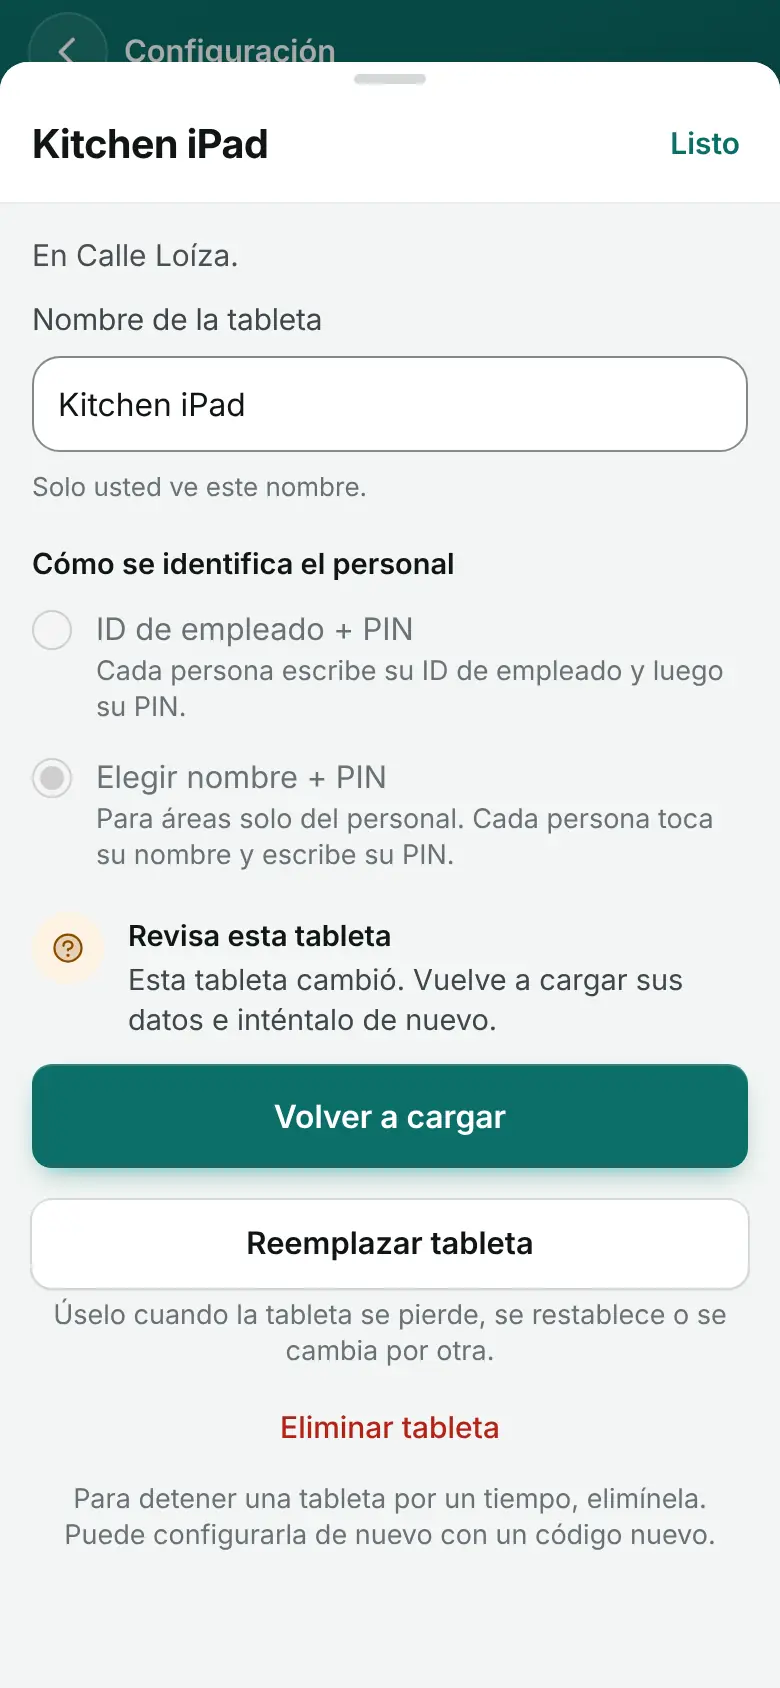 Configuración
Kitchen iPad
Listo
En Calle Loíza.
Nombre de la tableta
Kitchen iPad
Solo usted ve este nombre.
Cómo se identifica el personal
ID de empleado + PIN
Cada persona escribe su ID de empleado y luego
su PIN.
Elegir nombre + PIN
Para áreas solo del personal. Cada persona toca
su nombre y escribe su PIN.
Revisa esta tableta
Esta tableta cambió. Vuelve a cargar sus
datos e inténtalo de nuevo.
Volver a cargar
Reemplazar tableta
Úselo cuando la tableta se pierde, se restablece o se
cambia por otra.
Eliminar tableta
Para detener una tableta por un tiempo, elimínela.
Puede configurarla de nuevo con un código nuevo.